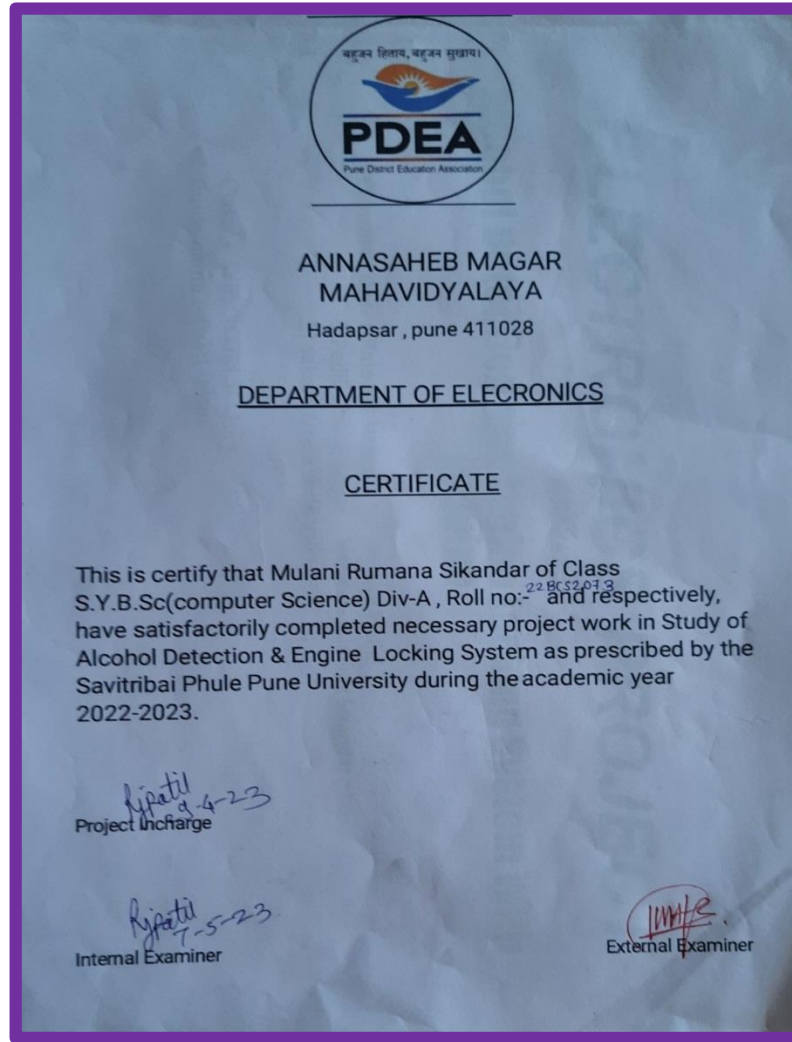 बहुजन हिताय, बहुजन सुखाय।
PDEA
Pune District Education Association
ANNASAHEB MAGAR
MAHAVIDYALAYA
Hadapsar , pune 411028
DEPARTMENT OF ELECRONICS
CERTIFICATE
This is certify that Mulani Rumana Sikandar of Class
S.Y.B.Sc(computer Science) Div-A , Roll no:- 22BCS2073 and respectively,
have satisfactorily completed necessary project work in Study of
Alcohol Detection & Engine Locking System as prescribed by the
Savitribai Phule Pune University during the academic year
2022-2023.
Rjpatil
9-4-23
Project Incharge
Rjpatil
7-5-23
Internal Examiner
External Examiner